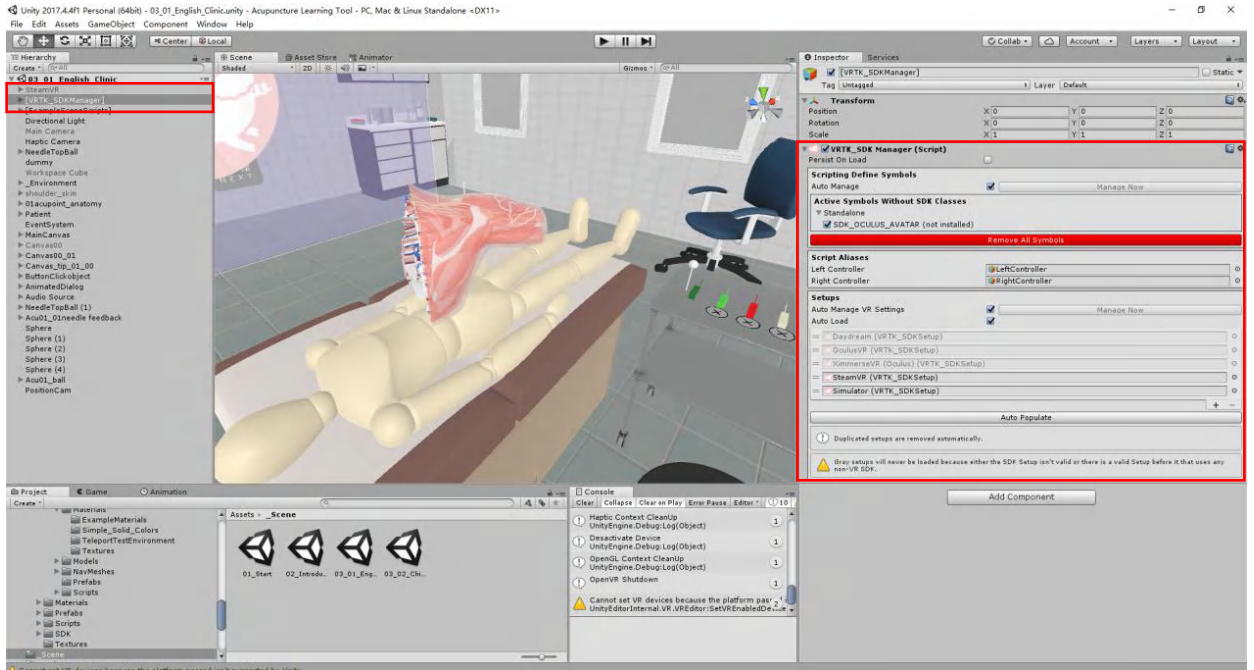 Unity 2017.4.4f1 Personal (64bit) - 03_01_English_Clinic.unity - Acupuncture Learning Tool - PC, Mac & Linux Standalone <DX11>
File Edit Assets GameObject Component Window Help
Center Local
Collab Account Layers Layout
Hierarchy
Create All
03_01_English_Clinic
SteamVR
[VRTK_SDKManager]
[ExampleSceneScripts]
Directional Light
Main Camera
Haptic Camera
NeedleTopBall
dummy
Workspace Cube
_Environment
shoulder_skin
01acupoint_anatomy
Patient
EventSystem
MainCanvas
Canvas00
Canvas00_01
Canvas_tip_01_00
ButtonClickobject
AnimatedDialog
Audio Source
NeedleTopBall (1)
Acu01_01needle feedback
Sphere
Sphere (1)
Sphere (2)
Sphere (3)
Sphere (4)
Acu01_ball
PositionCam
Scene Asset Store Animator
Shaded 2D Gizmos All
NEXT
Inspector Services
[VRTK_SDKManager] Static
Tag Untagged Layer Default
Transform
Position X 0 Y 0 Z 0
Rotation X 0 Y 0 Z 0
Scale X 1 Y 1 Z 1
VRTK_SDK Manager (Script)
Persist On Load
Scripting Define Symbols
Auto Manage Manage Now
Active Symbols Without SDK Classes
Standalone
SDK_OCULUS_AVATAR (not installed)
Remove All Symbols
Script Aliases
Left Controller LeftController
Right Controller RightController
Setups
Auto Manage VR Settings Manage Now
Auto Load
Daydream (VRTK_SDKSetup)
OculusVR (VRTK_SDKSetup)
XimmerseVR (Oculus) (VRTK_SDKSetup)
SteamVR (VRTK_SDKSetup)
Simulator (VRTK_SDKSetup)
+ -
Auto Populate
Duplicated setups are removed automatically.
Gray setups will never be loaded because either the SDK Setup isn't valid or there is a valid Setup before it that uses any
non-VR SDK.
Add Component
Project Game Animation
Create
Materials
ExampleMaterials
Simple_Solid_Colors
TeleportTestEnvironment
Textures
Models
NavMeshes
Prefabs
Scripts
Materials
Prefabs
Scripts
SDK
Textures
_Scene
Assets ▸ _Scene
01_Start 02_Introdu... 03_01_Eng... 03_02_Chi...
Console
Clear Collapse Clear on Play Error Pause Editor 10
Haptic Context CleanUp
UnityEngine.Debug:Log(Object) 1
Desactivate Device
UnityEngine.Debug:Log(Object) 1
OpenGL Context CleanUp
UnityEngine.Debug:Log(Object) 1
OpenVR Shutdown 1
Cannot set VR devices because the platform pas
UnityEditorInternal.VR.VREditor:SetVREnabledDe 2